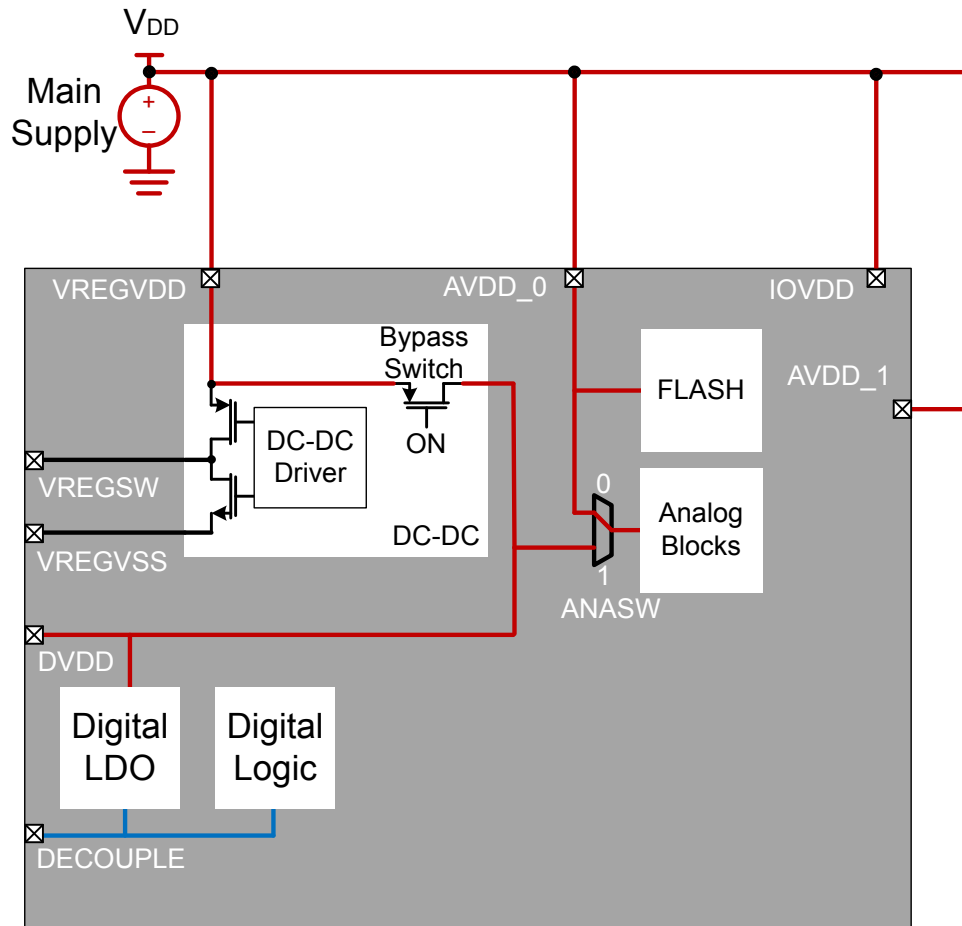 VDD
Main
Supply
+
–
VREGVDD
AVDD_0
IOVDD
Bypass
Switch
FLASH
AVDD_1
ON
DC-DC
Driver
VREGSW
0
Analog
Blocks
DC-DC
VREGVSS
1
ANASW
DVDD
Digital
LDO
Digital
Logic
DECOUPLE